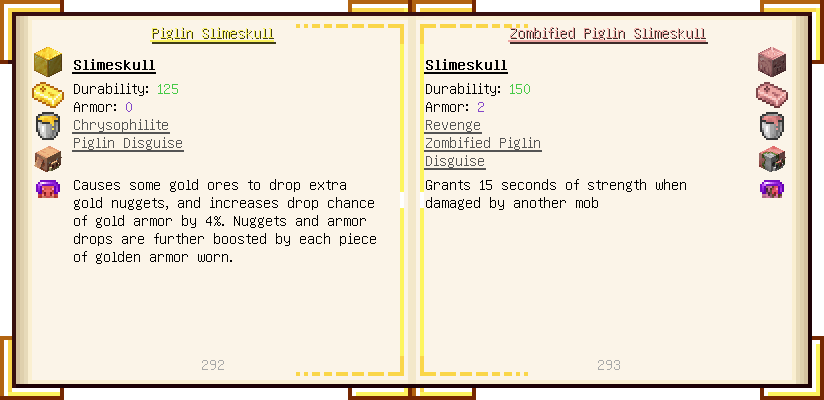 Piglin Slimeskull
Slimeskull
Durability: 125
Armor: 0
Chrysophilite
Piglin Disguise
Causes some gold ores to drop extra
gold nuggets, and increases drop chance
of gold armor by 4%. Nuggets and armor
drops are further boosted by each piece
of golden armor worn.
292
Zombified Piglin Slimeskull
Slimeskull
Durability: 150
Armor: 2
Revenge
Zombified Piglin
Disguise
Grants 15 seconds of strength when
damaged by another mob
293